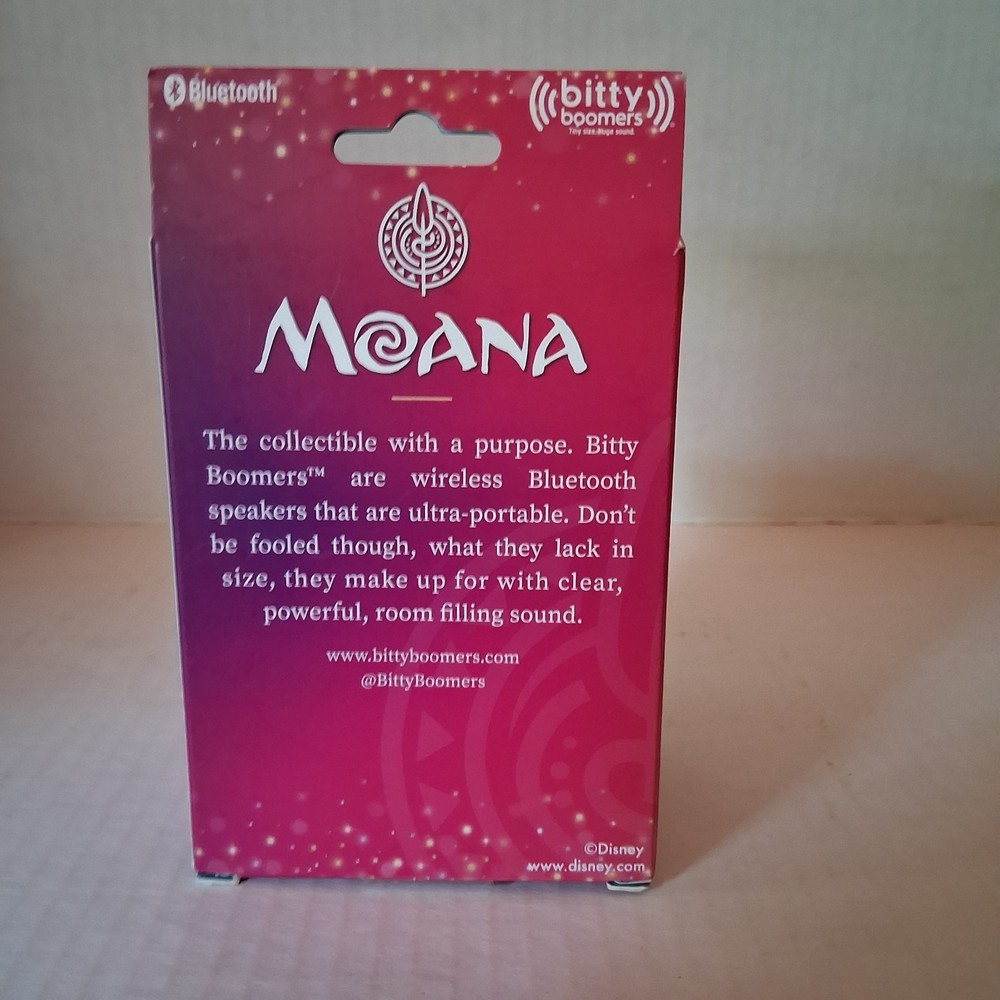 Bluetooth
bitty
boomers
Tiny size. Huge sound.
MOANA
The collectible with a purpose. Bitty
Boomers™ are wireless Bluetooth
speakers that are ultra-portable. Don't
be fooled though, what they lack in
size, they make up for with clear,
powerful, room filling sound.
www.bittyboomers.com
@BittyBoomers
©Disney
www.disney.com